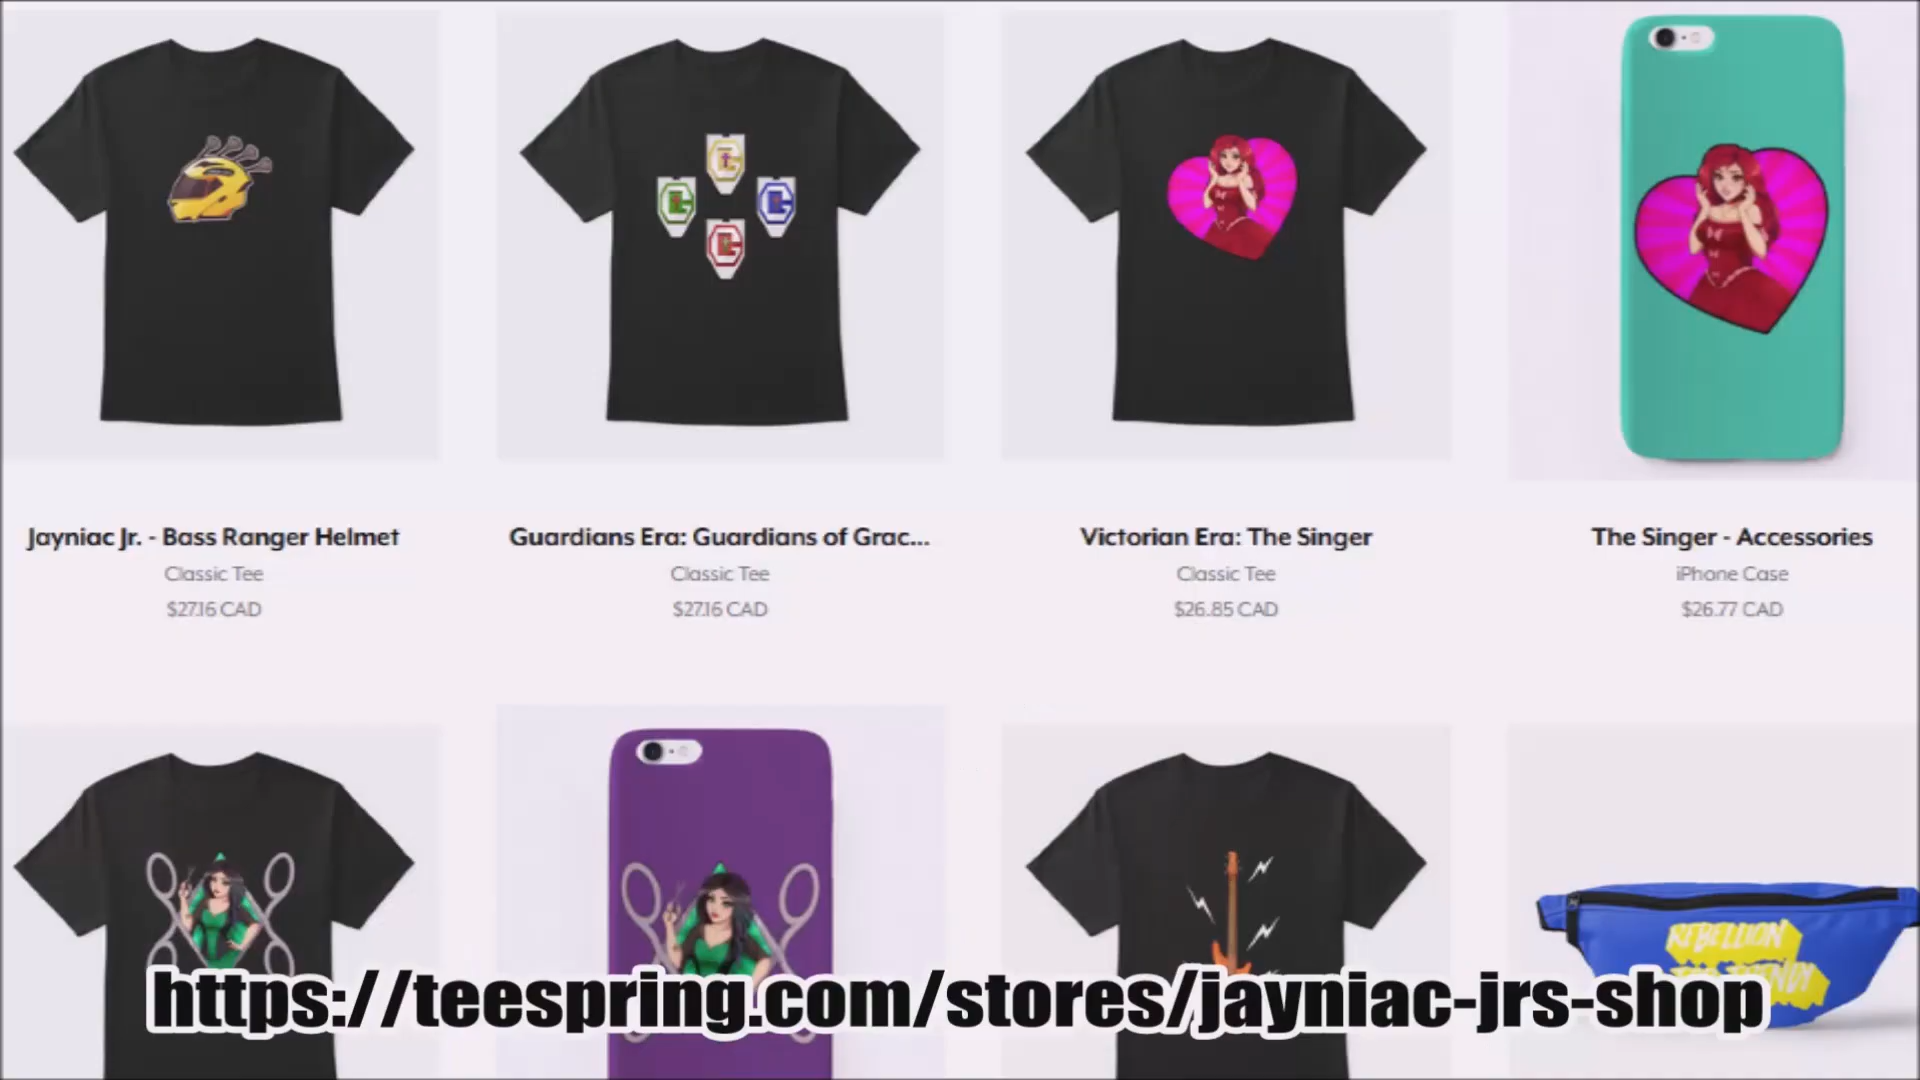 Jayniac Jr. - Bass Ranger Helmet
Classic Tee
$27.16 CAD
Guardians Era: Guardians of Grac...
Classic Tee
$27.16 CAD
Victorian Era: The Singer
Classic Tee
$26.85 CAD
The Singer - Accessories
iPhone Case
$26.77 CAD
REBELLION
https://teespring.com/stores/jayniac-jrs-shop